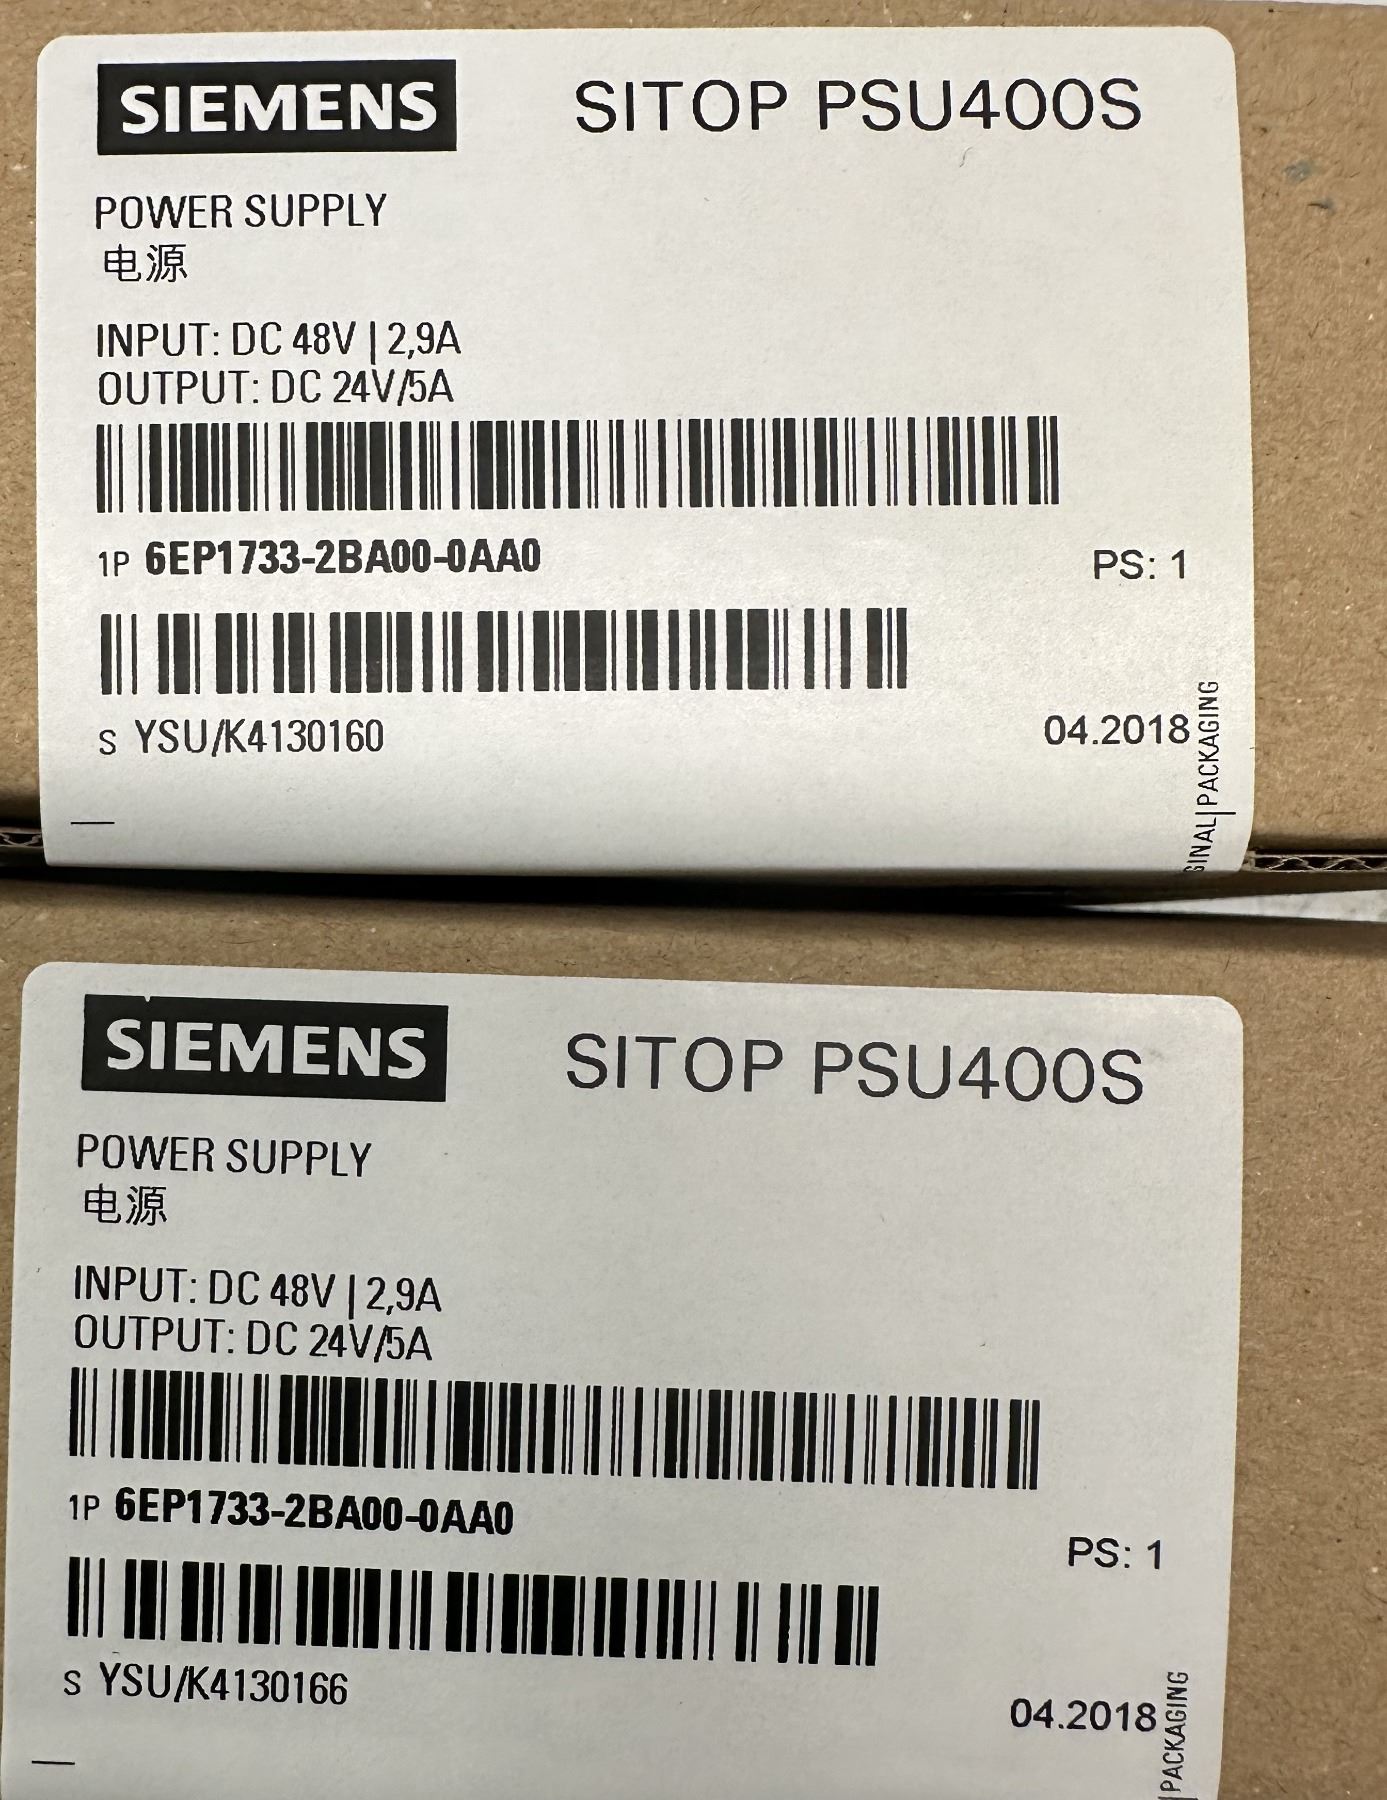 SIEMENS SITOP PSU400S
POWER SUPPLY
电源
INPUT: DC 48V | 2,9A
OUTPUT: DC 24V/5A
1P 6EP1733-2BA00-0AA0
PS: 1
S YSU/K4130160
04.2018
GINAL|PACKAGING
SIEMENS SITOP PSU400S
POWER SUPPLY
电源
INPUT: DC 48V | 2,9A
OUTPUT: DC 24V/5A
1P 6EP1733-2BA00-0AA0
PS: 1
S YSU/K4130166
04.2018
PACKAGING